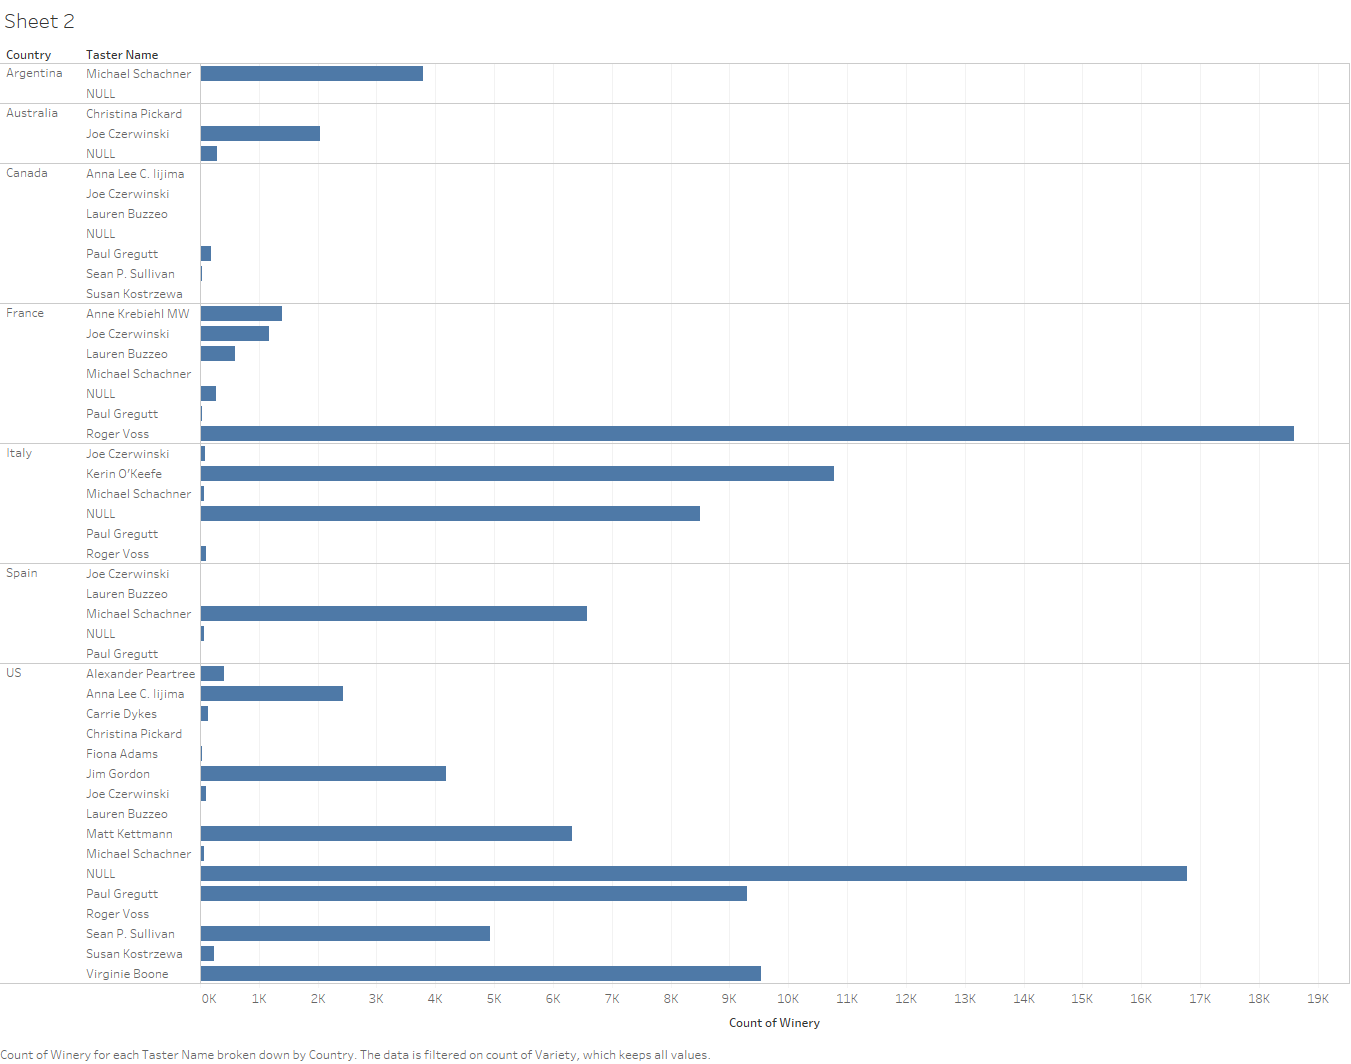 Sheet 2
Country Taster Name
Argentina Michael Schachner
NULL
Australia Christina Pickard
Joe Czerwinski
NULL
Canada Anna Lee C. Iijima
Joe Czerwinski
Lauren Buzzeo
NULL
Paul Gregutt
Sean P. Sullivan
Susan Kostrzewa
France Anne Krebiehl MW
Joe Czerwinski
Lauren Buzzeo
Michael Schachner
NULL
Paul Gregutt
Roger Voss
Italy Joe Czerwinski
Kerin O'Keefe
Michael Schachner
NULL
Paul Gregutt
Roger Voss
Spain Joe Czerwinski
Lauren Buzzeo
Michael Schachner
NULL
Paul Gregutt
US Alexander Peartree
Anna Lee C. Iijima
Carrie Dykes
Christina Pickard
Fiona Adams
Jim Gordon
Joe Czerwinski
Lauren Buzzeo
Matt Kettmann
Michael Schachner
NULL
Paul Gregutt
Roger Voss
Sean P. Sullivan
Susan Kostrzewa
Virginie Boone
0K 1K 2K 3K 4K 5K 6K 7K 8K 9K 10K 11K 12K 13K 14K 15K 16K 17K 18K 19K
Count of Winery
Count of Winery for each Taster Name broken down by Country. The data is filtered on count of Variety, which keeps all values.